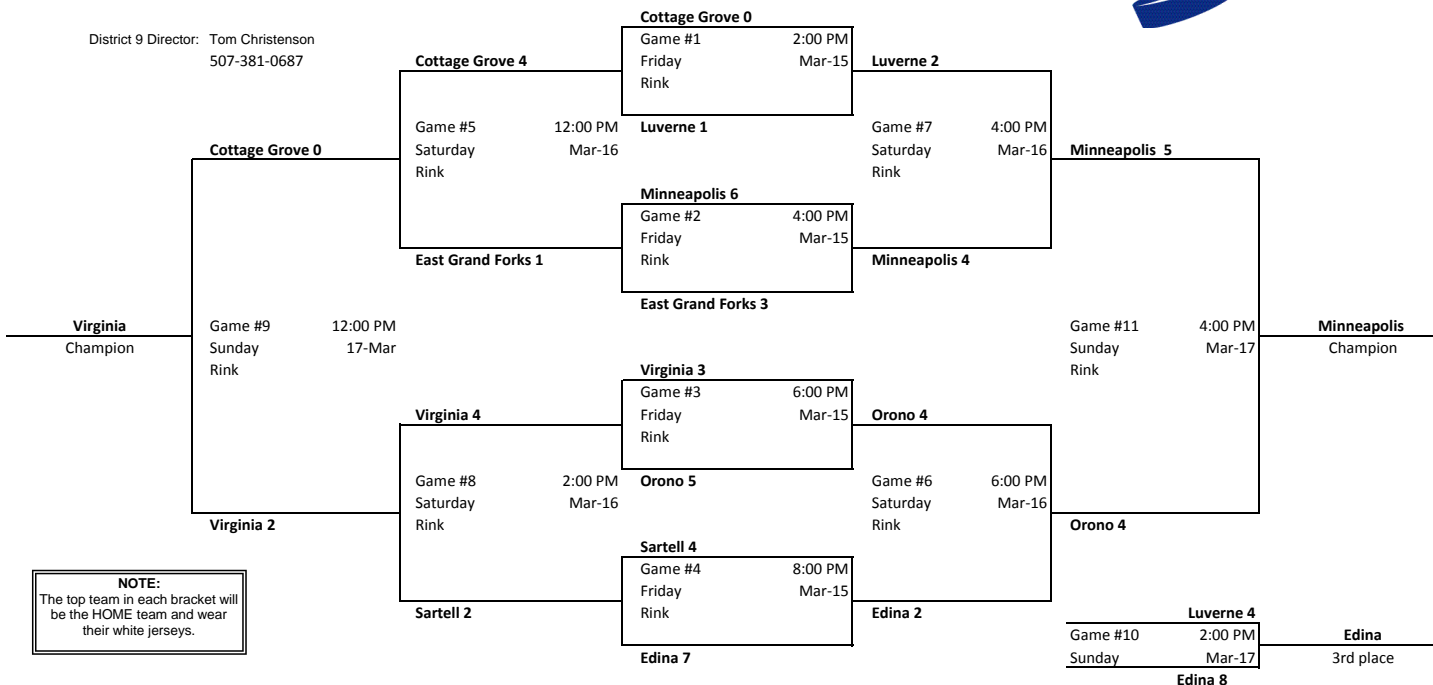 Cottage Grove 0
District 9 Director: Tom Christenson
Game #1 2:00 PM
507-381-0687
Cottage Grove 4
Friday Mar-15
Luverne 2
Rink
Game #5 12:00 PM
Luverne 1
Game #7 4:00 PM
Cottage Grove 0
Saturday Mar-16
Saturday Mar-16
Minneapolis 5
Rink
Rink
Minneapolis 6
Game #2 4:00 PM
Friday Mar-15
East Grand Forks 1
Rink
Minneapolis 4
East Grand Forks 3
Virginia
Game #9 12:00 PM
Game #11 4:00 PM
Minneapolis
Champion
Sunday 17-Mar
Sunday Mar-17
Champion
Rink
Rink
Virginia 3
Game #3 6:00 PM
Virginia 4
Friday Mar-15
Orono 4
Rink
Game #8 2:00 PM
Orono 5
Game #6 6:00 PM
Saturday Mar-16
Saturday Mar-16
Virginia 2
Rink
Rink
Orono 4
Sartell 4
Game #4 8:00 PM
NOTE:
The top team in each bracket will
be the HOME team and wear
their white jerseys.
Friday Mar-15
Sartell 2
Rink
Edina 2
Luverne 4
Game #10 2:00 PM
Edina
Edina 7
Sunday Mar-17
3rd place
Edina 8